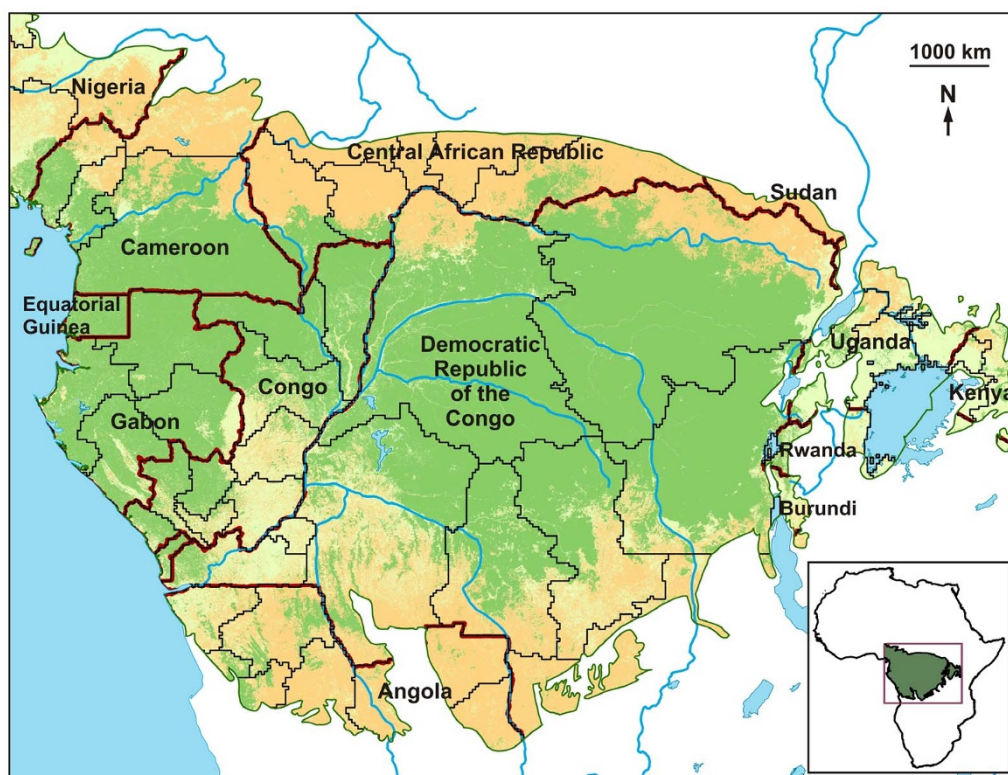 1000 km
N
Nigeria
Central African Republic
Sudan
Cameroon
Equatorial
Guinea
Uganda
Democratic
Republic
of the
Congo
Congo
Kenya
Gabon
Rwanda
Burundi
Angola